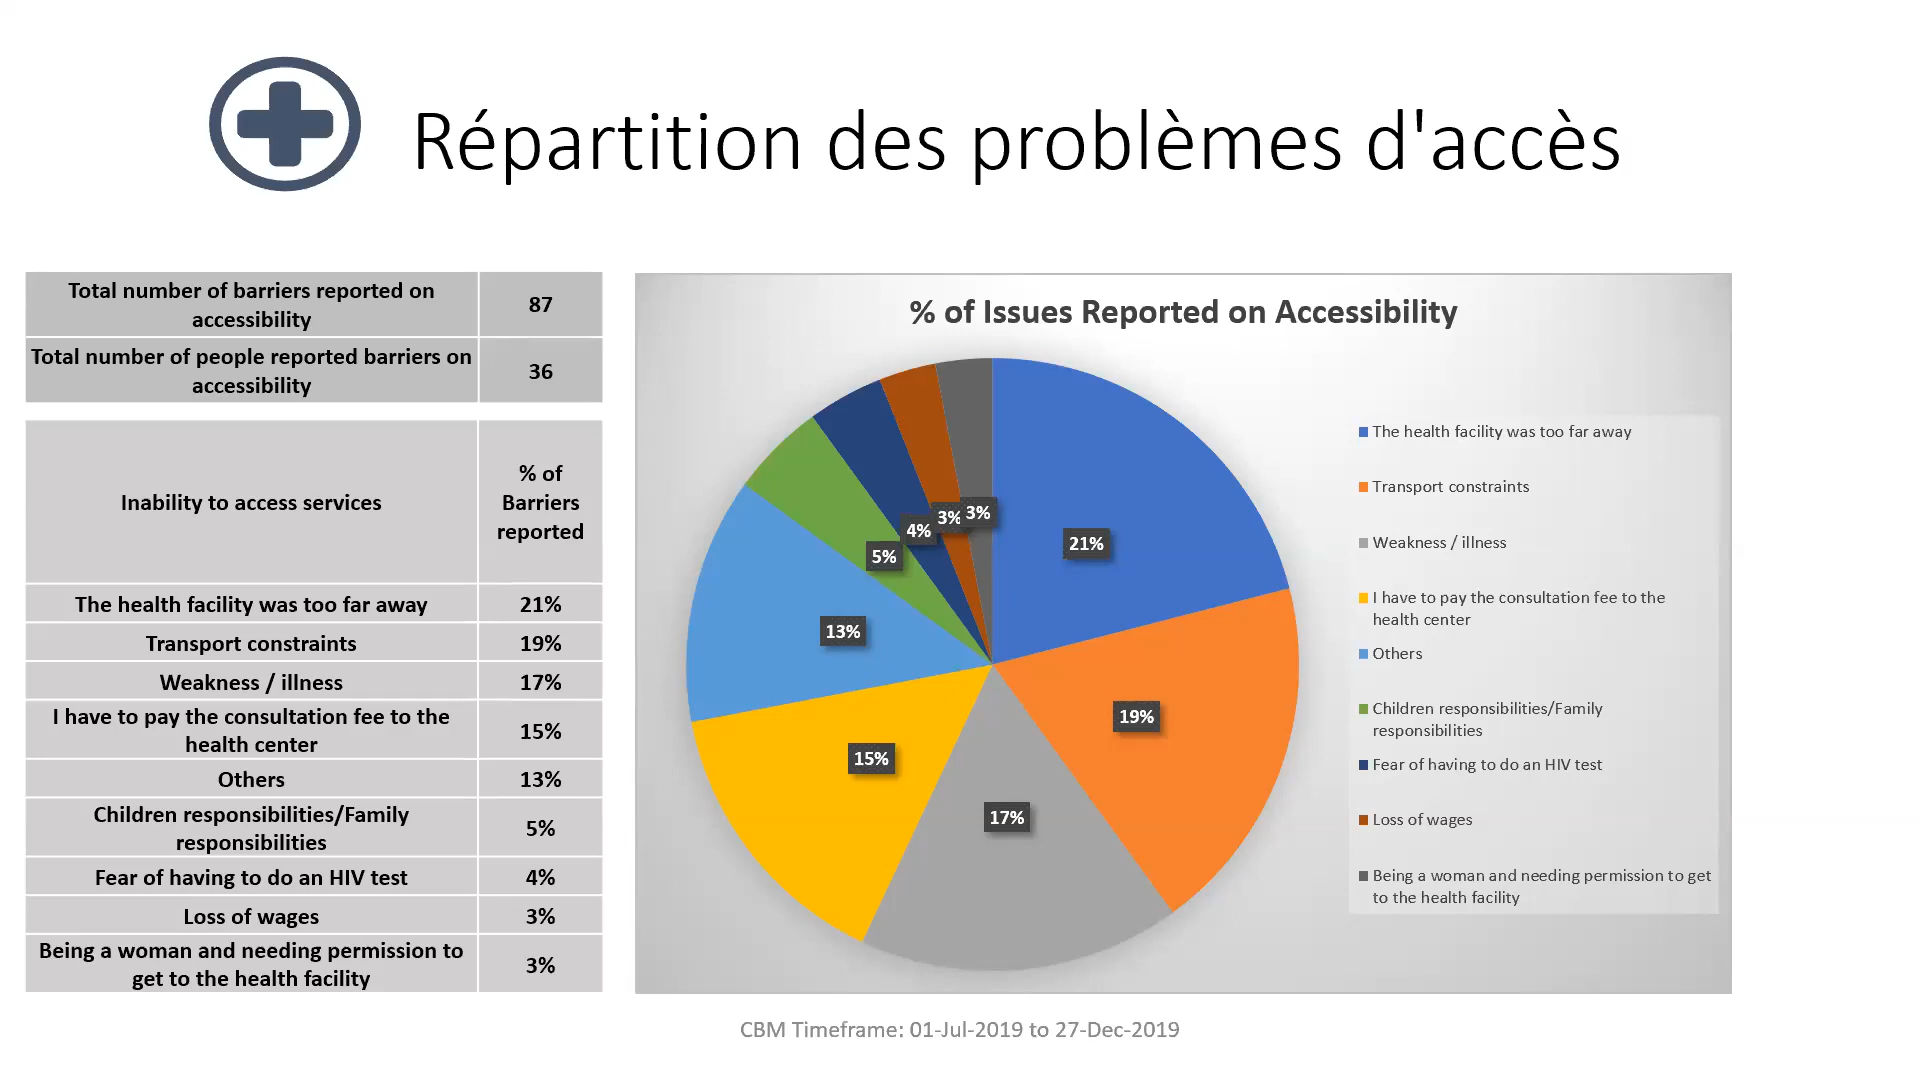 Répartition des problèmes d'accès
Total number of barriers reported on
accessibility
87
Total number of people reported barriers on
accessibility
36
Inability to access services
% of
Barriers
reported
The health facility was too far away
21%
Transport constraints
19%
Weakness / illness
17%
I have to pay the consultation fee to the
health center
15%
Others
13%
Children responsibilities/Family
responsibilities
5%
Fear of having to do an HIV test
4%
Loss of wages
3%
Being a woman and needing permission to
get to the health facility
3%
% of Issues Reported on Accessibility
21%
19%
17%
15%
13%
5%
4%
3%
3%
The health facility was too far away
Transport constraints
Weakness / illness
I have to pay the consultation fee to the
health center
Others
Children responsibilities/Family
responsibilities
Fear of having to do an HIV test
Loss of wages
Being a woman and needing permission to get
to the health facility
CBM Timeframe: 01-Jul-2019 to 27-Dec-2019